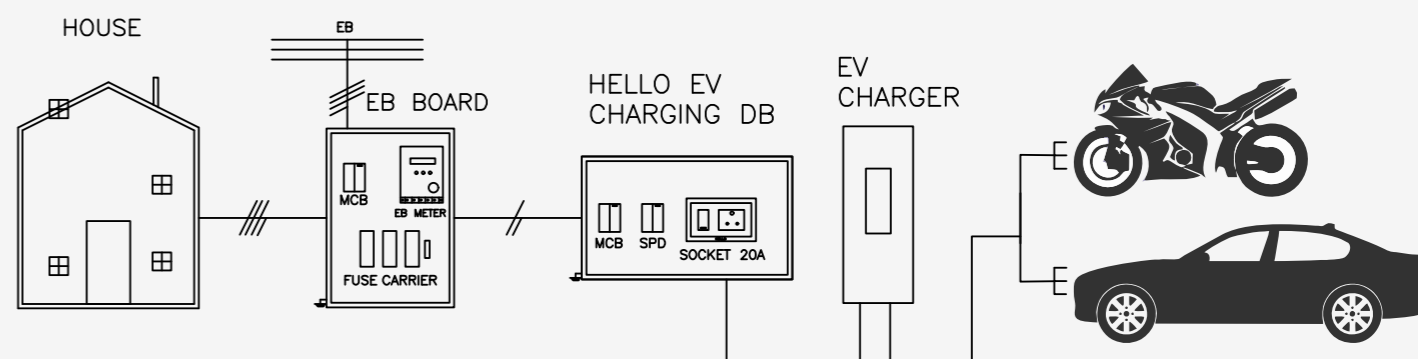 HOUSE
EB
EB BOARD
MCB
EB METER
FUSE CARRIER
HELLO EV
CHARGING DB
MCB
SPD
SOCKET 20A
EV
CHARGER